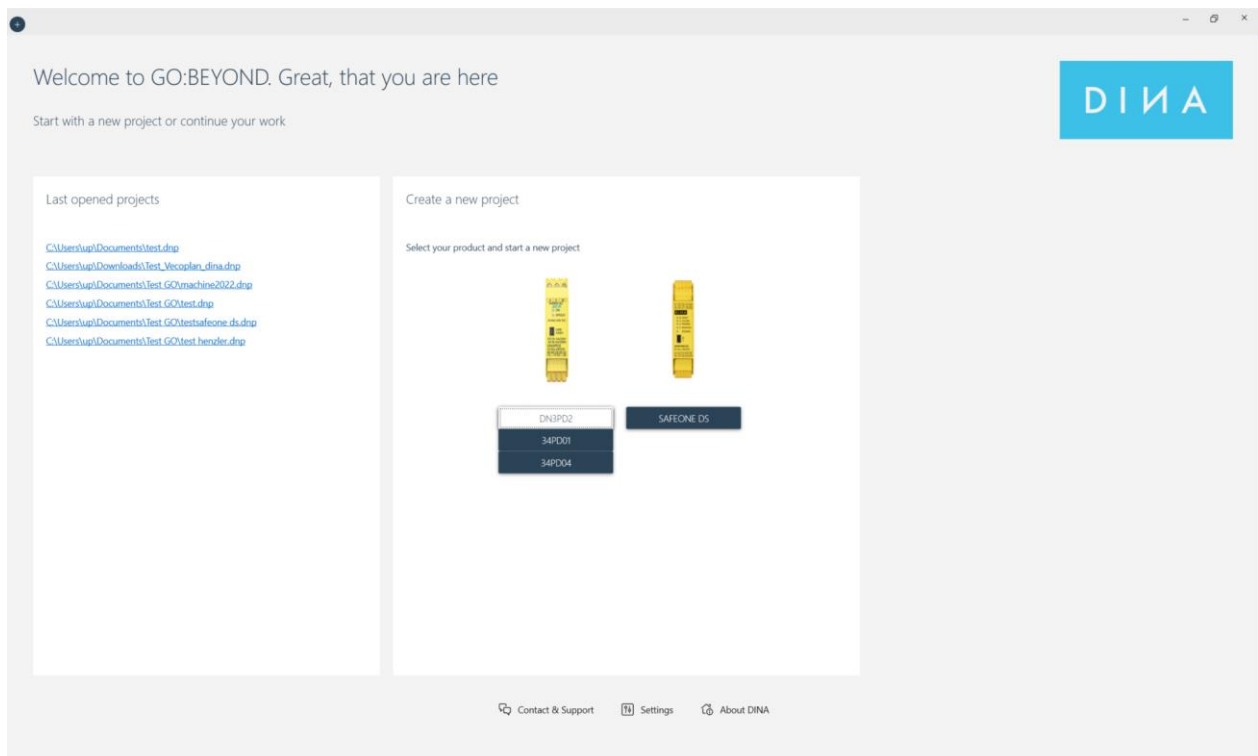 Welcome to GO:BEYOND. Great, that you are here
DINA
Start with a new project or continue your work
Last opened projects
C:\Users\up\Documents\test.dnp
C:\Users\up\Downloads\Test_Vecoplan_dina.dnp
C:\Users\up\Documents\Test GO\machine2022.dnp
C:\Users\up\Documents\Test GO\test.dnp
C:\Users\up\Documents\Test GO\testsafeone ds.dnp
C:\Users\up\Documents\Test GO\test henzler.dnp
Create a new project
Select your product and start a new project
DN3PD2
34PD01
34PD04
SAFEONE DS
Contact & Support
Settings
About DINA